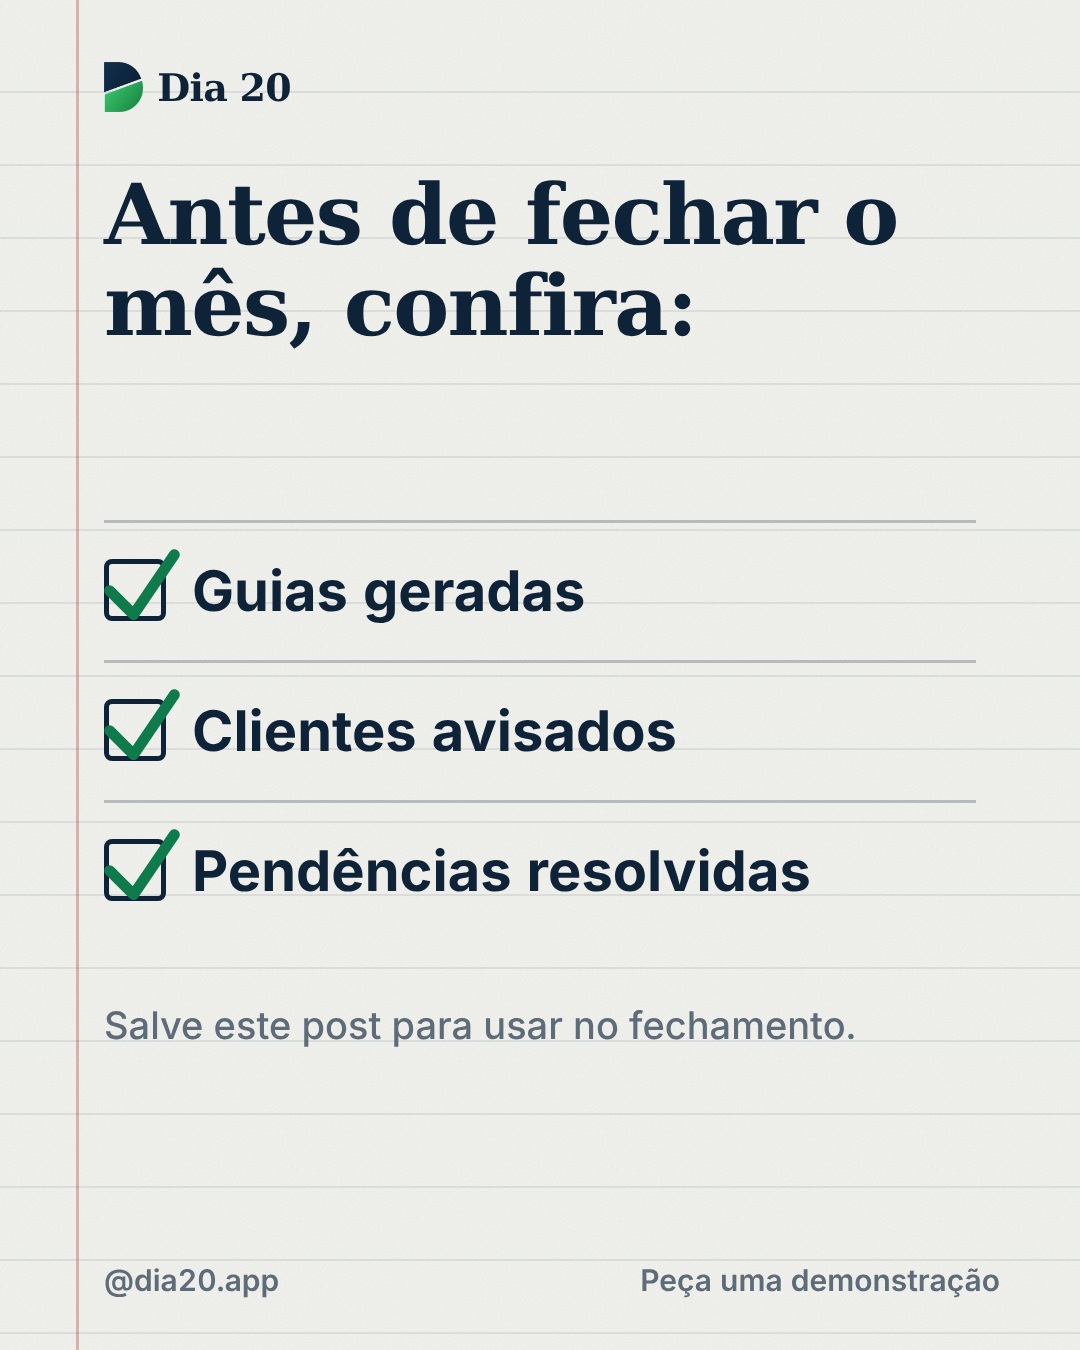 Dia 20
Antes de fechar o
mês, confira:
Guias geradas
Clientes avisados
Pendências resolvidas
Salve este post para usar no fechamento.
@dia20.app
Peça uma demonstração